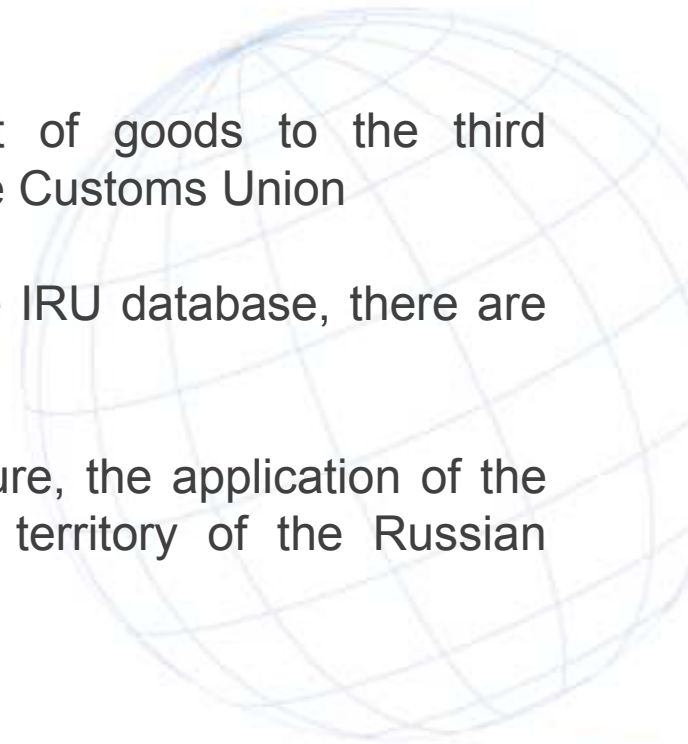 of goods to the third
Customs Union
IRU database, there are
the application of the
territory of the Russian